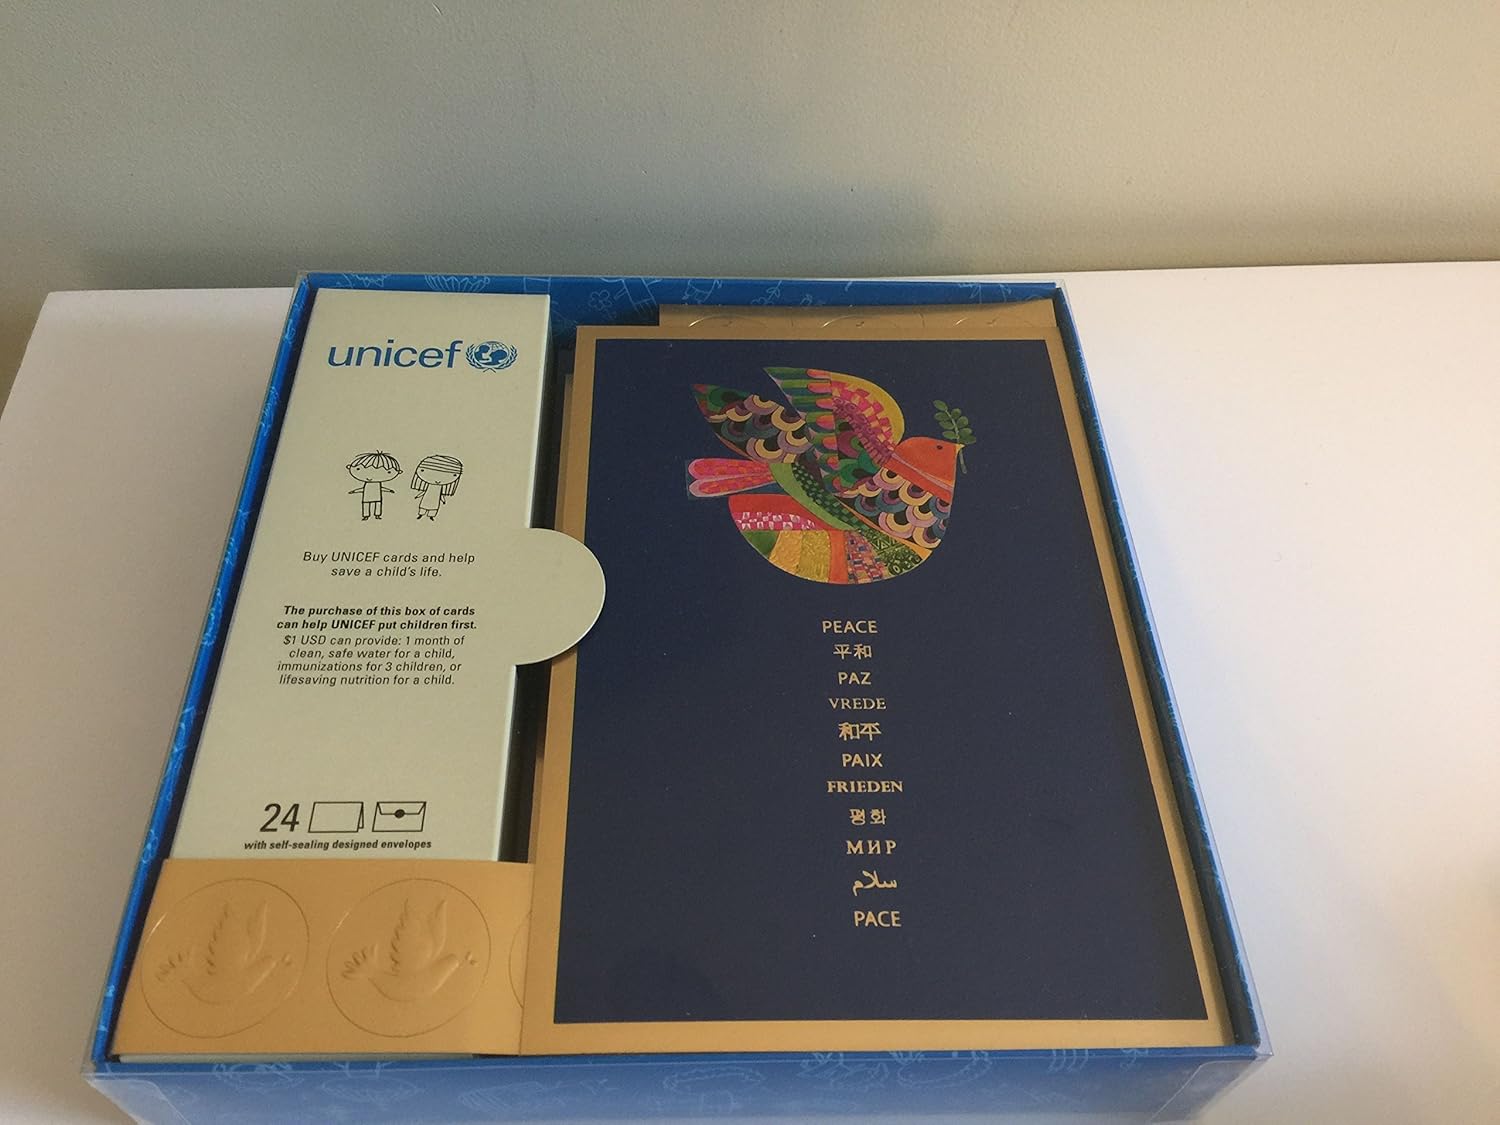 unicef
Buy UNICEF cards and help
save a child's life.
The purchase of this box of cards
can help UNICEF put children first.
$1 USD can provide: 1 month of
clean, safe water for a child,
immunizations for 3 children, or
lifesaving nutrition for a child.
24
with self-sealing designed envelopes
PEACE
平和
PAZ
VREDE
和平
PAIX
FRIEDEN
평화
МИР
سلام
PACE